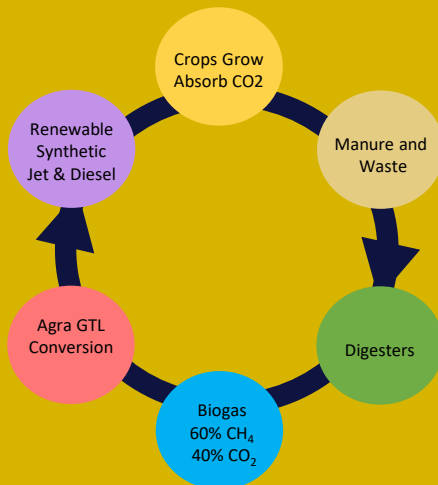 Crops Grow
Absorb CO2
Manure and
Waste
Digesters
Biogas
60% CH₄
40% CO₂
Agra GTL
Conversion
Renewable
Synthetic
Jet & Diesel